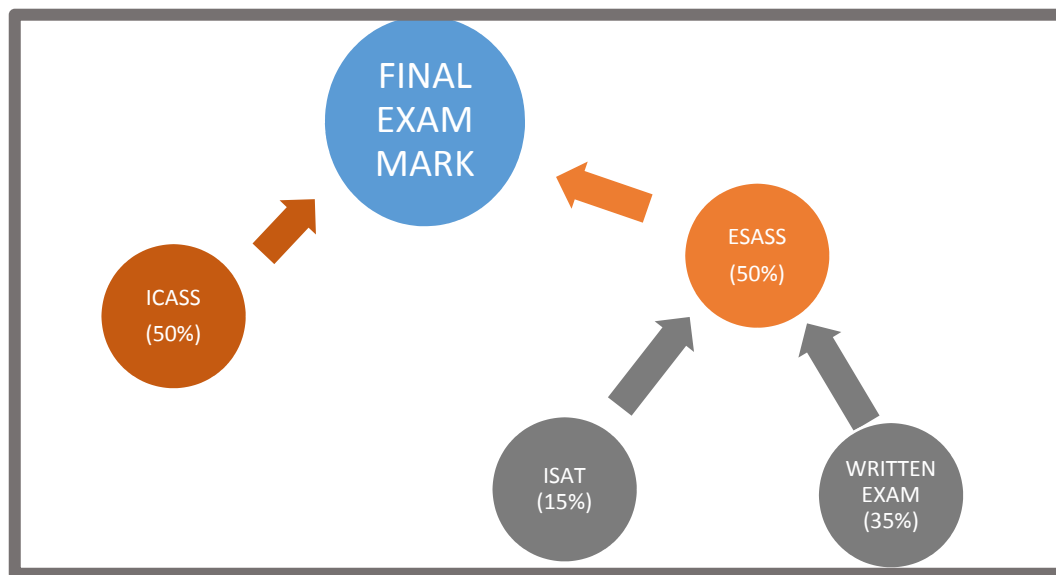 FINAL
EXAM
MARK
ESASS
(50%)
ICASS
(50%)
ISAT
(15%)
WRITTEN
EXAM
(35%)